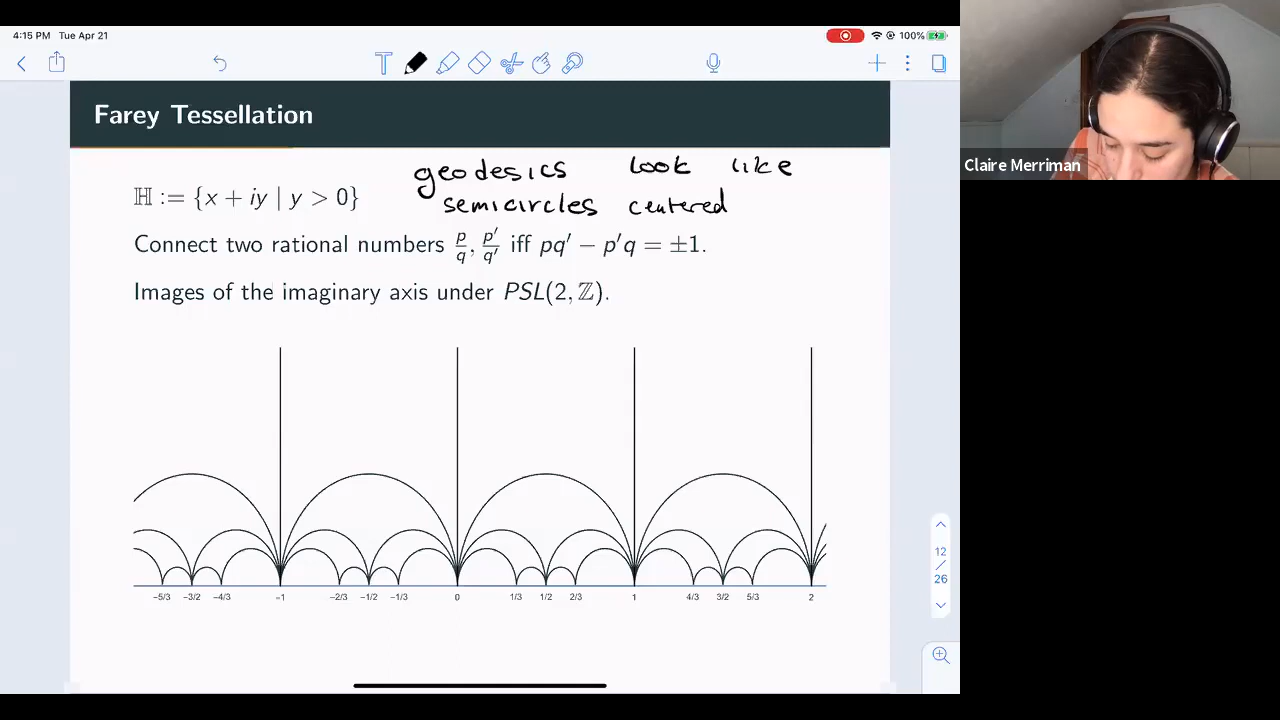 4:15 PM Tue Apr 21
100%
Farey Tessellation
geodesics look like
semicircles centered
ℍ := {x + iy | y > 0}
Connect two rational numbers p/q, p′/q′ iff pq′ − p′q = ±1.
Images of the imaginary axis under PSL(2, ℤ).
−5/3 −3/2 −4/3 −1 −2/3 −1/2 −1/3 0 1/3 1/2 2/3 1 4/3 3/2 5/3 2
12
/
26
Claire Merriman